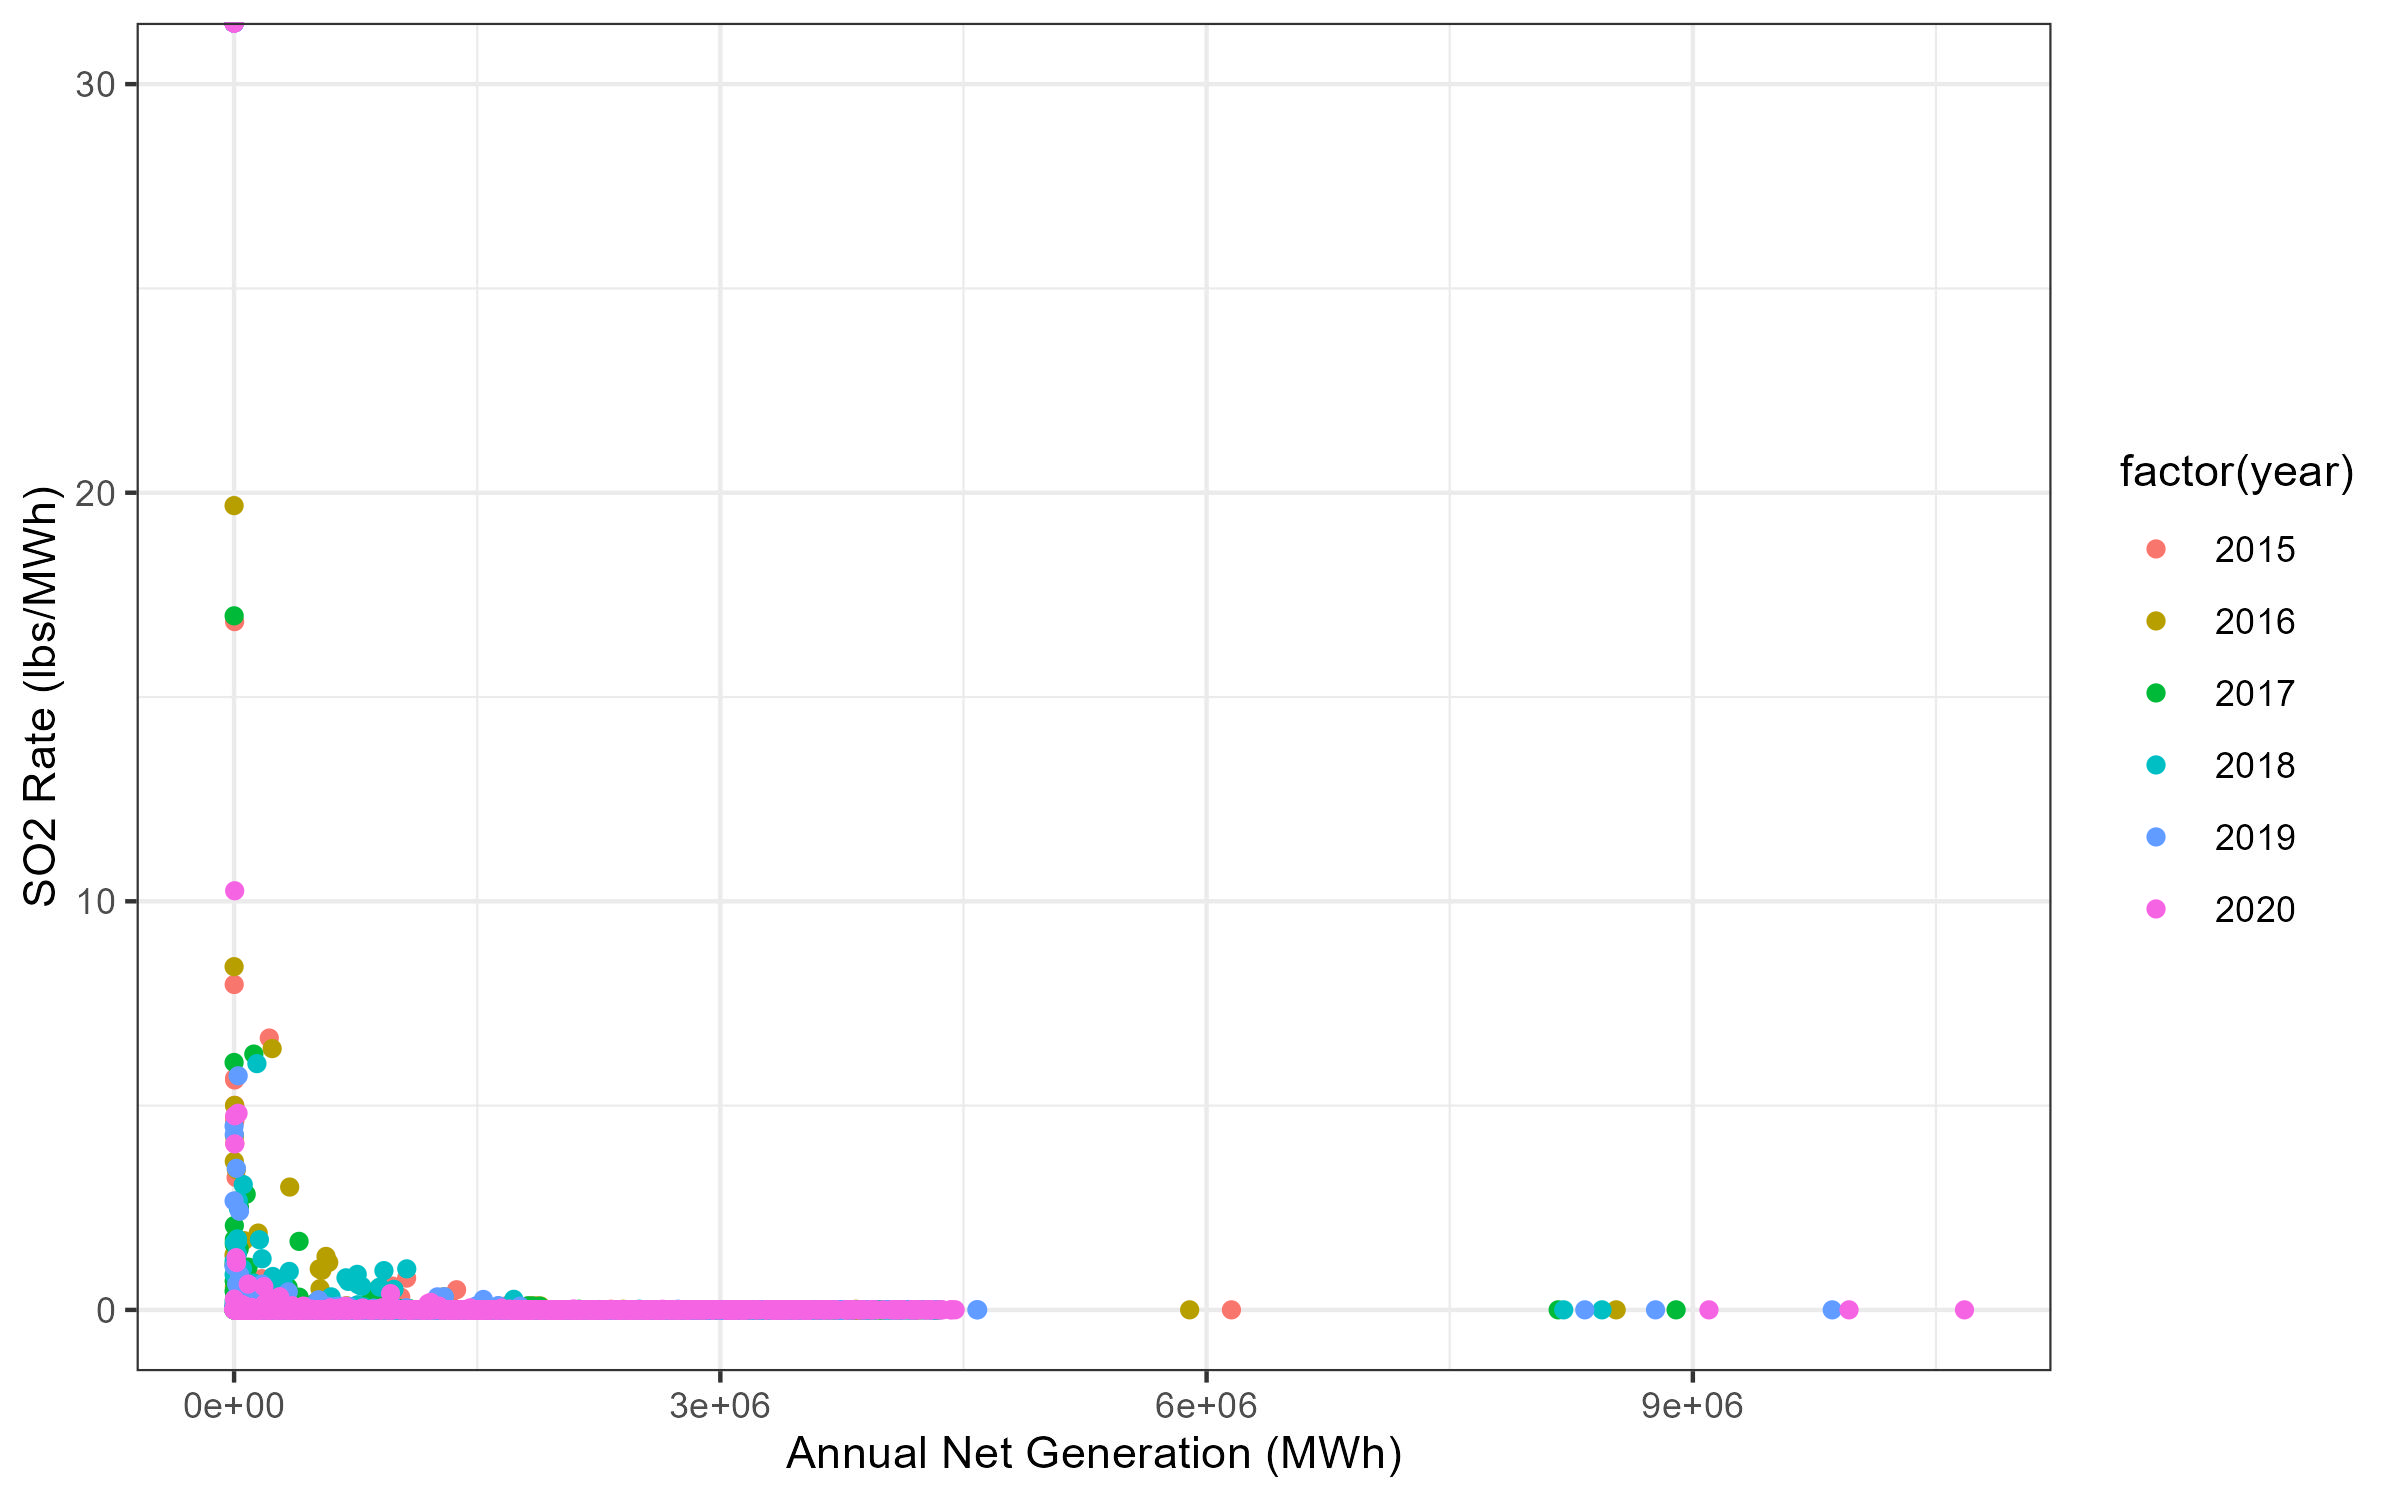 30
20
10
0
SO2 Rate (lbs/MWh)
0e+00
3e+06
6e+06
9e+06
Annual Net Generation (MWh)
factor(year)
2015
2016
2017
2018
2019
2020